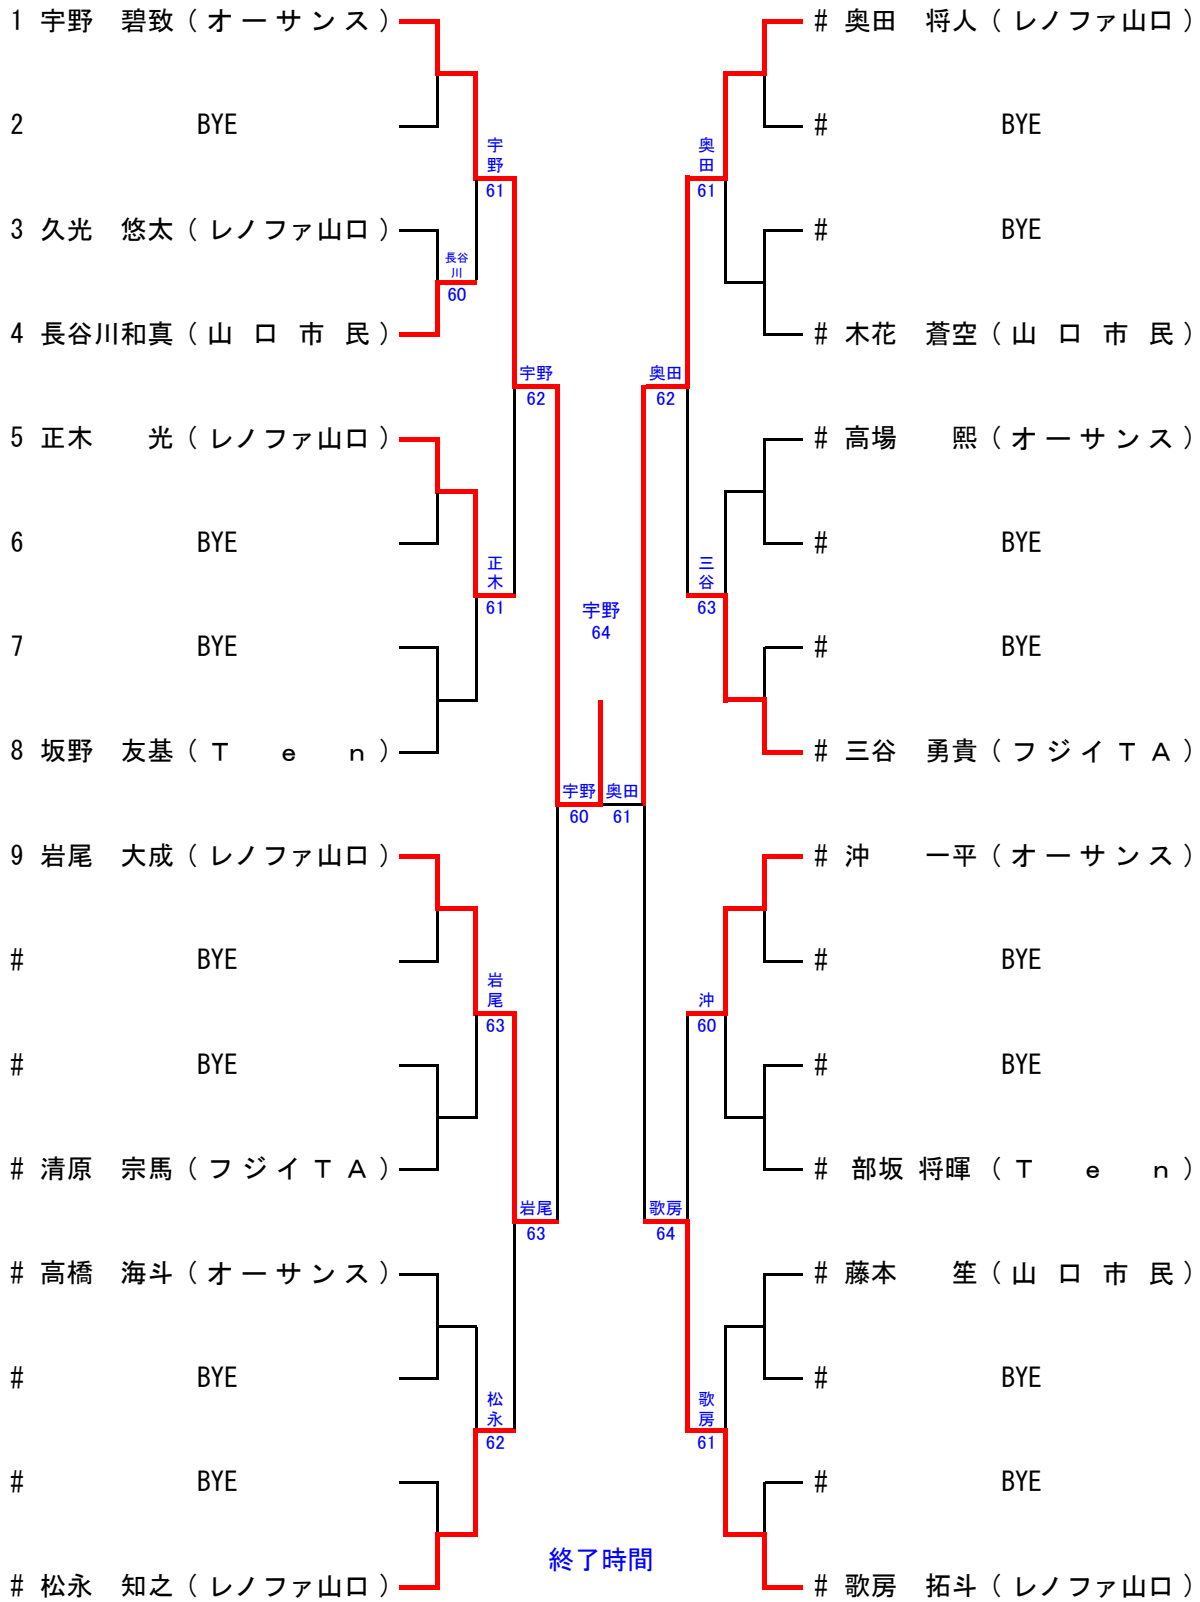 1 宇野　碧致（オーサンス）
2 BYE
宇野
61
3 久光　悠太（レノファ山口）
長谷川
60
4 長谷川和真（山口市民）
宇野
62
5 正木　光（レノファ山口）
6 BYE
正木
61
7 BYE
8 坂野　友基（Ｔｅｎ）
宇野
60
9 岩尾　大成（レノファ山口）
# BYE
岩尾
63
# BYE
# 清原　宗馬（フジイＴＡ）
岩尾
63
# 高橋　海斗（オーサンス）
# BYE
松永
62
# BYE
# 松永　知之（レノファ山口）
宇野
64
# 奥田　将人（レノファ山口）
# BYE
奥田
61
# BYE
# 木花　蒼空（山口市民）
奥田
62
# 高場　熙（オーサンス）
# BYE
三谷
63
# BYE
# 三谷　勇貴（フジイＴＡ）
奥田
61
# 沖　一平（オーサンス）
# BYE
沖
60
# BYE
# 部坂 将暉（Ｔｅｎ）
歌房
64
# 藤本　笙（山口市民）
# BYE
歌房
61
# BYE
# 歌房　拓斗（レノファ山口）
終了時間